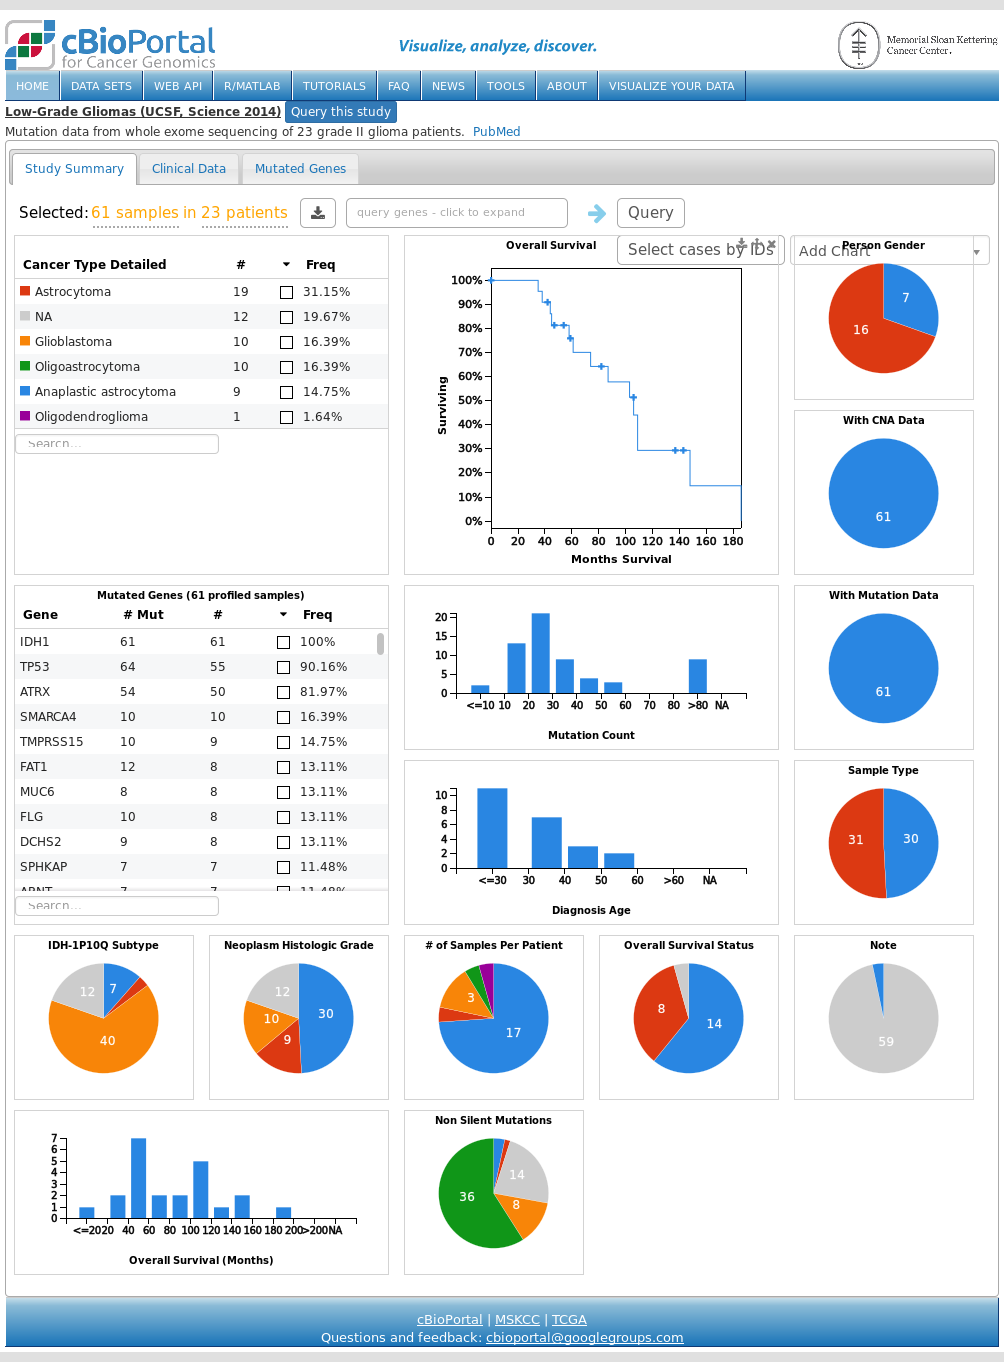 cBioPortal
for Cancer Genomics
Visualize, analyze, discover.
Memorial Sloan Kettering
Cancer Center.
HOME DATA SETS WEB API R/MATLAB TUTORIALS FAQ NEWS TOOLS ABOUT VISUALIZE YOUR DATA
Low-Grade Gliomas (UCSF, Science 2014) Query this study
Mutation data from whole exome sequencing of 23 grade II glioma patients. PubMed
Study Summary Clinical Data Mutated Genes
Selected: 61 samples in 23 patients query genes - click to expand Query
Select cases by IDs Add Chart
Cancer Type Detailed # Freq
Astrocytoma 19 31.15%
NA 12 19.67%
Glioblastoma 10 16.39%
Oligoastrocytoma 10 16.39%
Anaplastic astrocytoma 9 14.75%
Oligodendroglioma 1 1.64%
Search...
Overall Survival
100%
90%
80%
70%
60%
50%
40%
30%
20%
10%
0%
Surviving
0 20 40 60 80 100 120 140 160 180
Months Survival
Person Gender
7
16
With CNA Data
61
Mutated Genes (61 profiled samples)
Gene # Mut # Freq
IDH1 61 61 100%
TP53 64 55 90.16%
ATRX 54 50 81.97%
SMARCA4 10 10 16.39%
TMPRSS15 10 9 14.75%
FAT1 12 8 13.11%
MUC6 8 8 13.11%
FLG 10 8 13.11%
DCHS2 9 8 13.11%
SPHKAP 7 7 11.48%
ARNT 7 7 11.48%
Search...
20
15
10
5
0
<=10 10 20 30 40 50 60 70 80 >80 NA
Mutation Count
With Mutation Data
61
10
8
6
4
2
0
<=30 30 40 50 60 >60 NA
Diagnosis Age
Sample Type
31 30
IDH-1P10Q Subtype
12 7
40
Neoplasm Histologic Grade
12
10 30
9
# of Samples Per Patient
3
17
Overall Survival Status
8
14
Note
59
7
6
5
4
3
2
1
0
<=20 20 40 60 80 100 120 140 160 180 200 >200 NA
Overall Survival (Months)
Non Silent Mutations
14
36
8
cBioPortal | MSKCC | TCGA
Questions and feedback: cbioportal@googlegroups.com